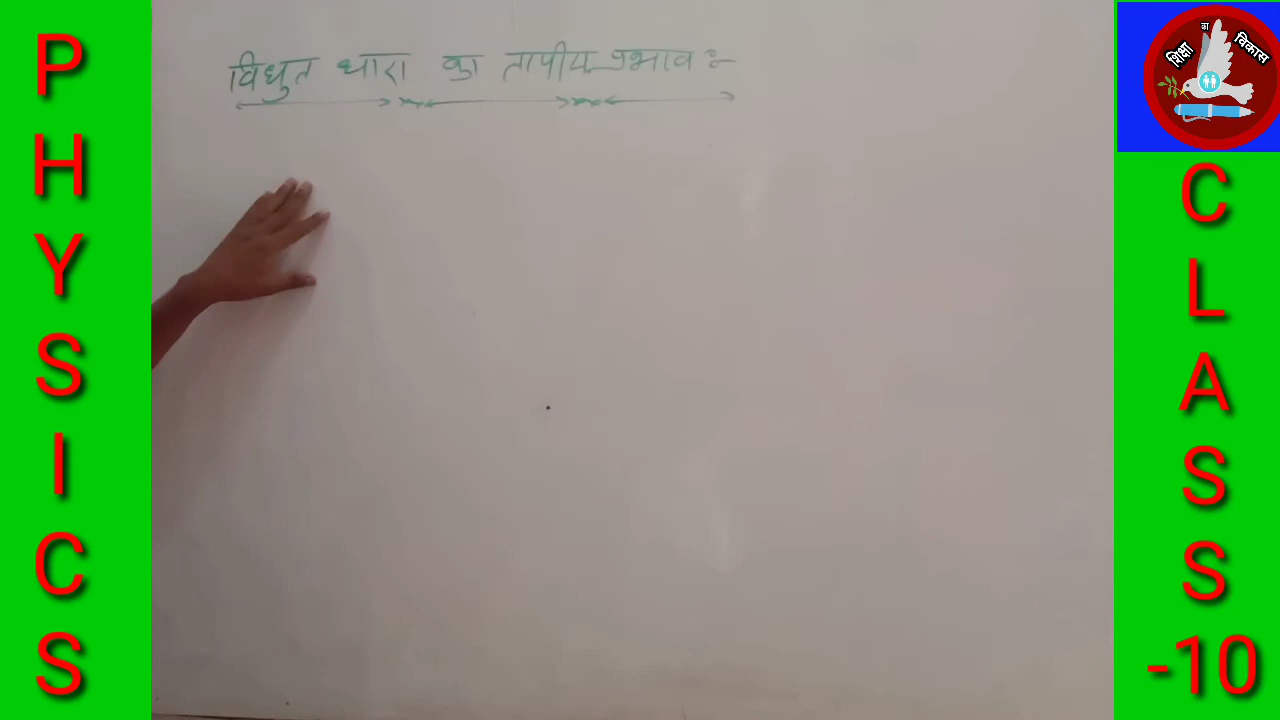 PHYSICS
विधुत धारा का तापीय प्रभाव :-
शिक्षा का विकास
CLASS-10